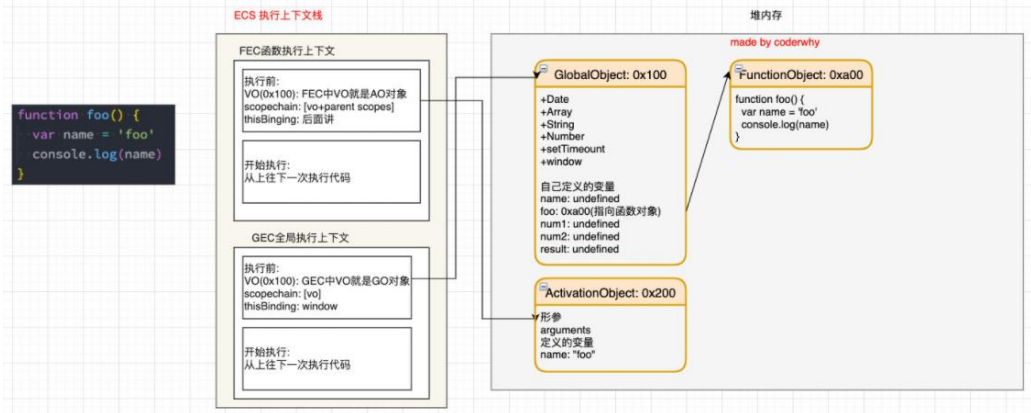 ECS 执行上下文栈
堆内存
FEC函数执行上下文
执行前:
VO(0x100): FEC中VO就是AO对象
scopechain: [vo+parent scopes]
thisBinging: 后面讲
开始执行:
从上往下一次执行代码
GEC全局执行上下文
执行前:
VO(0x100): GEC中VO就是GO对象
scopechain: [vo]
thisBinding: window
开始执行:
从上往下一次执行代码
function foo() {
var name = 'foo'
console.log(name)
}
made by coderwhy
GlobalObject: 0x100
+Date
+Array
+String
+Number
+setTimeount
+window
自己定义的变量
name: undefined
foo: 0xa00(指向函数对象)
num1: undefined
num2: undefined
result: undefined
FunctionObject: 0xa00
function foo() {
var name = 'foo'
console.log(name)
}
ActivationObject: 0x200
形参
arguments
定义的变量
name: "foo"